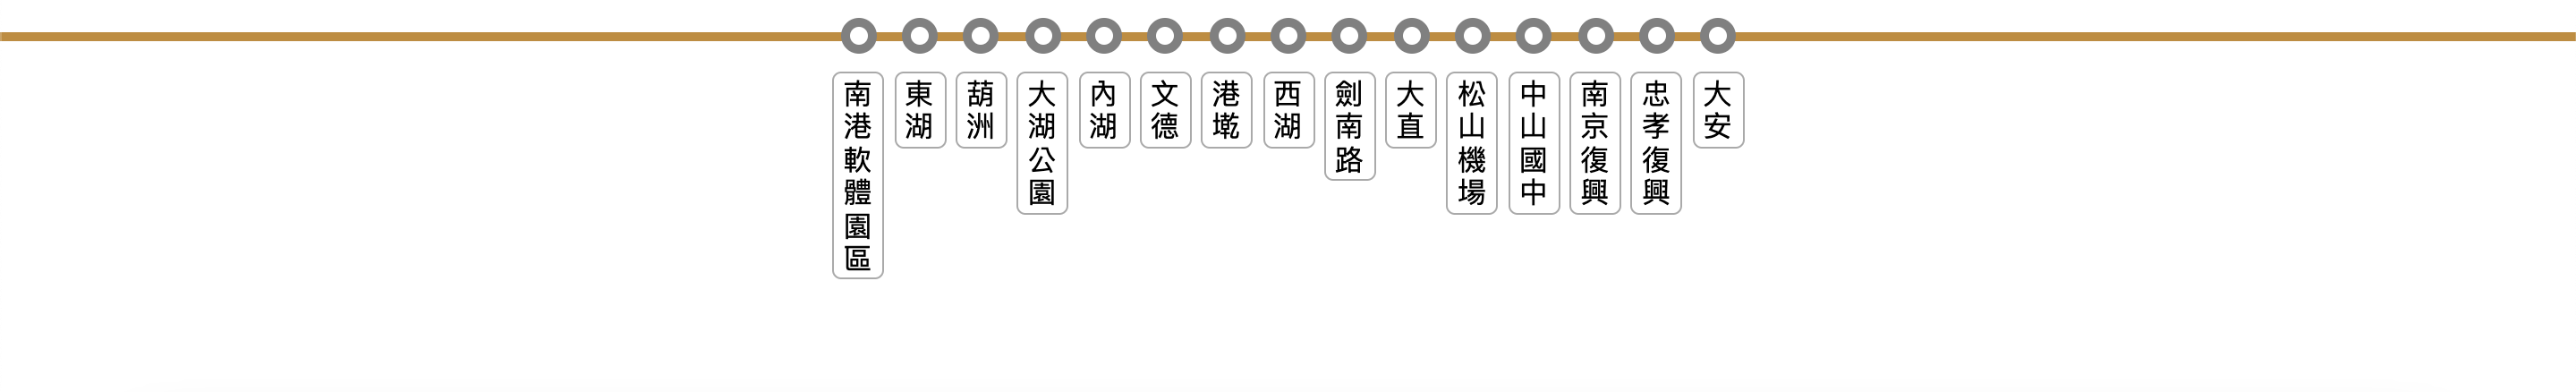 南港軟體園區
東湖
葫洲
大湖公園
內湖
文德
港墘
西湖
劍南路
大直
松山機場
中山國中
南京復興
忠孝復興
大安